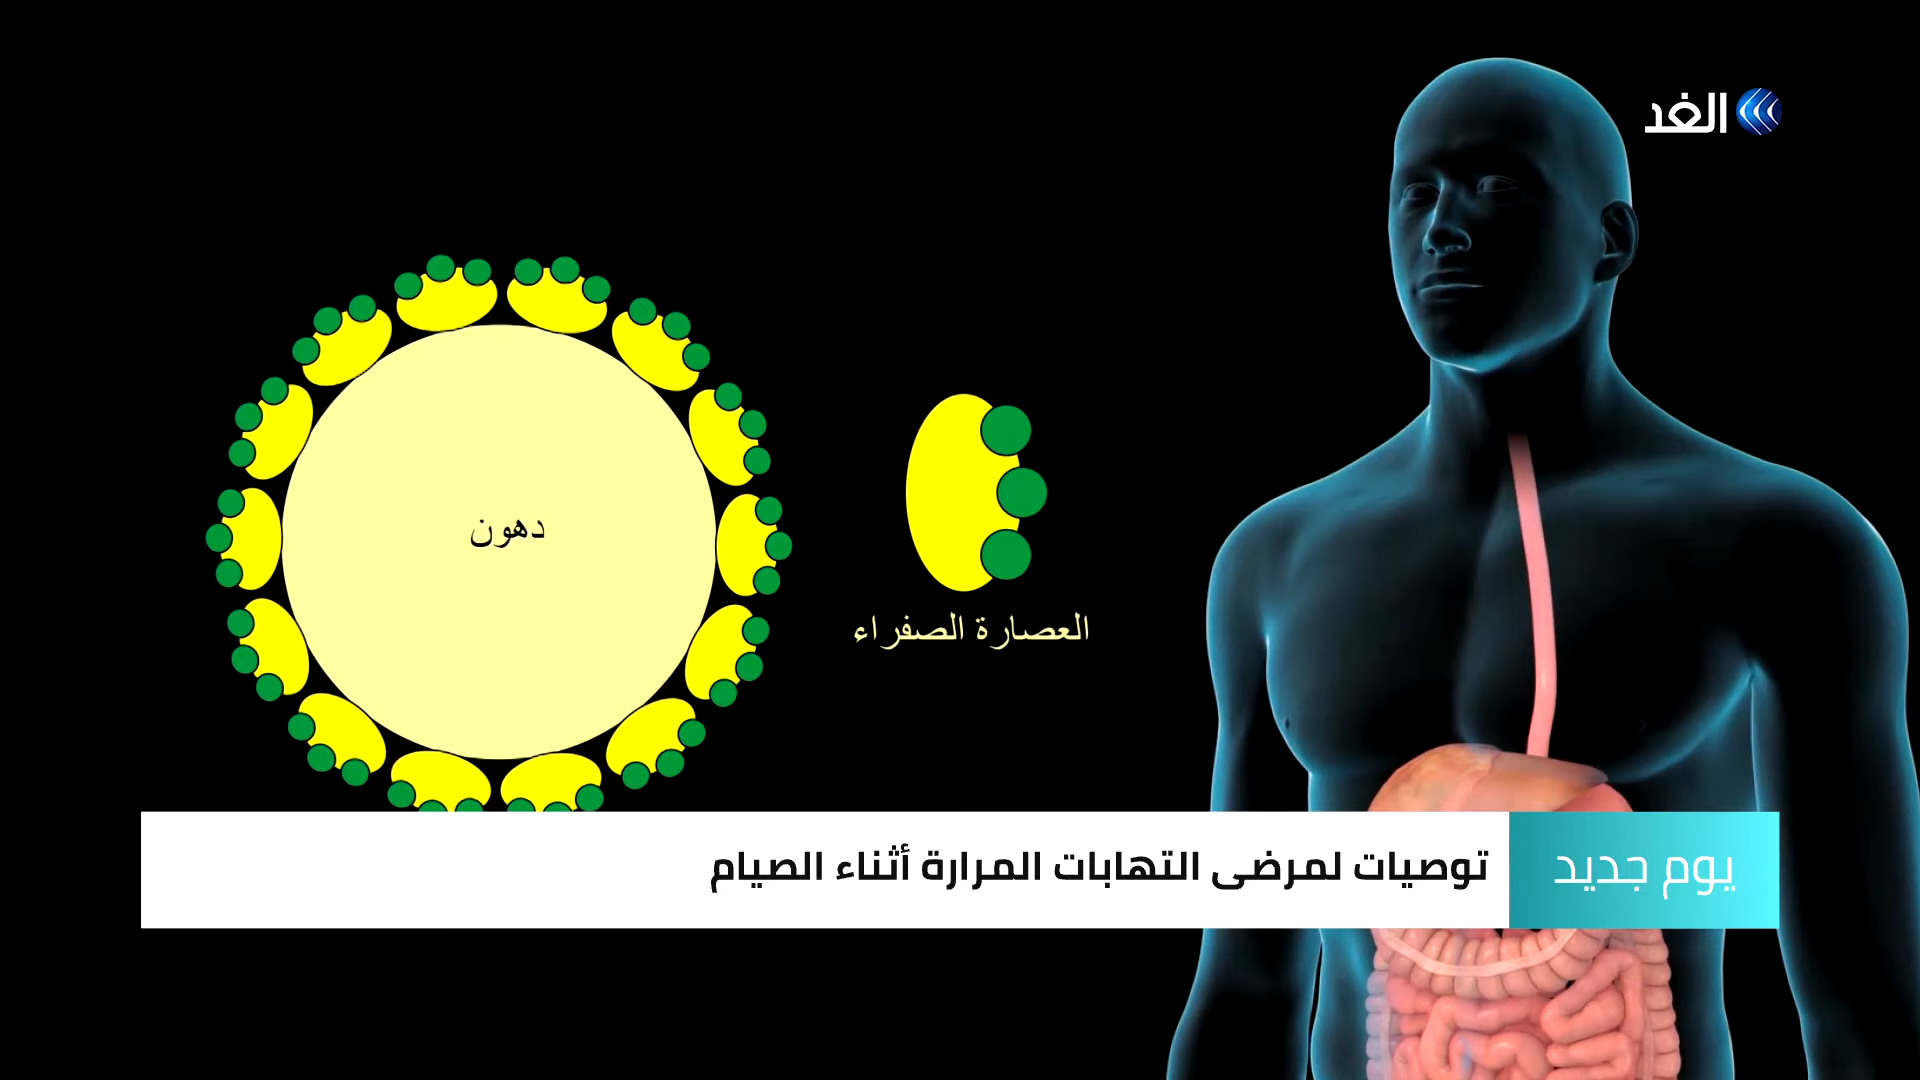 الغد
دهون
العصارة الصفراء
يوم جديد
توصيات لمرضى التهابات المرارة أثناء الصيام